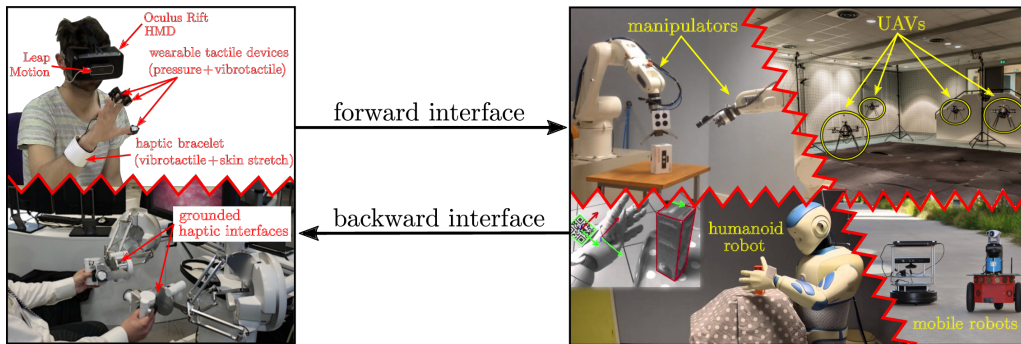 Oculus Rift
HMD
Leap
Motion
wearable tactile devices
(pressure+vibrotactile)
haptic bracelet
(vibrotactile+skin stretch)
grounded
haptic interfaces
forward interface
backward interface
manipulators
UAVs
humanoid
robot
mobile robots